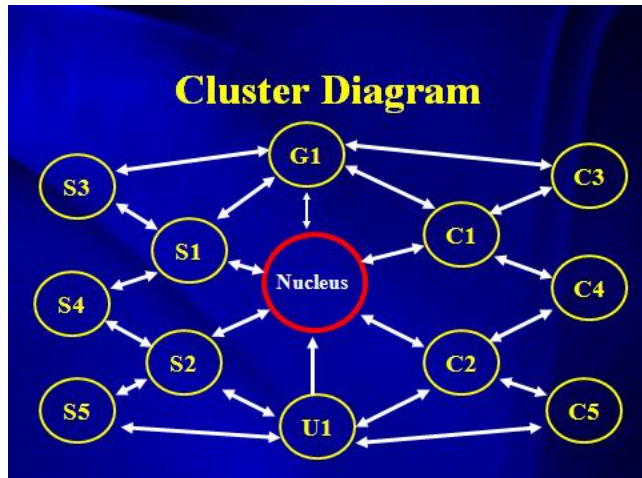 Cluster Diagram
G1
S3
C3
S1
C1
Nucleus
S4
C4
S2
C2
S5
U1
C5